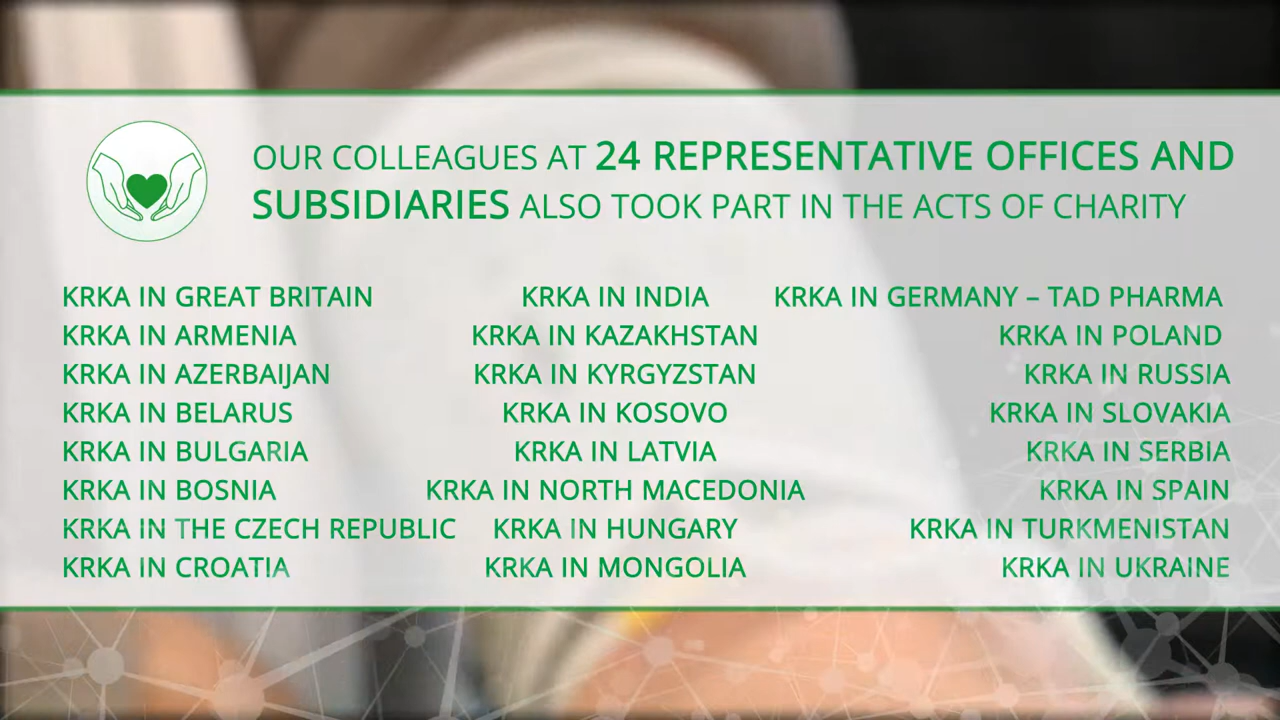 OUR COLLEAGUES AT 24 REPRESENTATIVE OFFICES AND
SUBSIDIARIES ALSO TOOK PART IN THE ACTS OF CHARITY
KRKA IN GREAT BRITAIN
KRKA IN ARMENIA
KRKA IN AZERBAIJAN
KRKA IN BELARUS
KRKA IN BULGARIA
KRKA IN BOSNIA
KRKA IN THE CZECH REPUBLIC
KRKA IN CROATIA
KRKA IN INDIA
KRKA IN KAZAKHSTAN
KRKA IN KYRGYZSTAN
KRKA IN KOSOVO
KRKA IN LATVIA
KRKA IN NORTH MACEDONIA
KRKA IN HUNGARY
KRKA IN MONGOLIA
KRKA IN GERMANY – TAD PHARMA
KRKA IN POLAND
KRKA IN RUSSIA
KRKA IN SLOVAKIA
KRKA IN SERBIA
KRKA IN SPAIN
KRKA IN TURKMENISTAN
KRKA IN UKRAINE